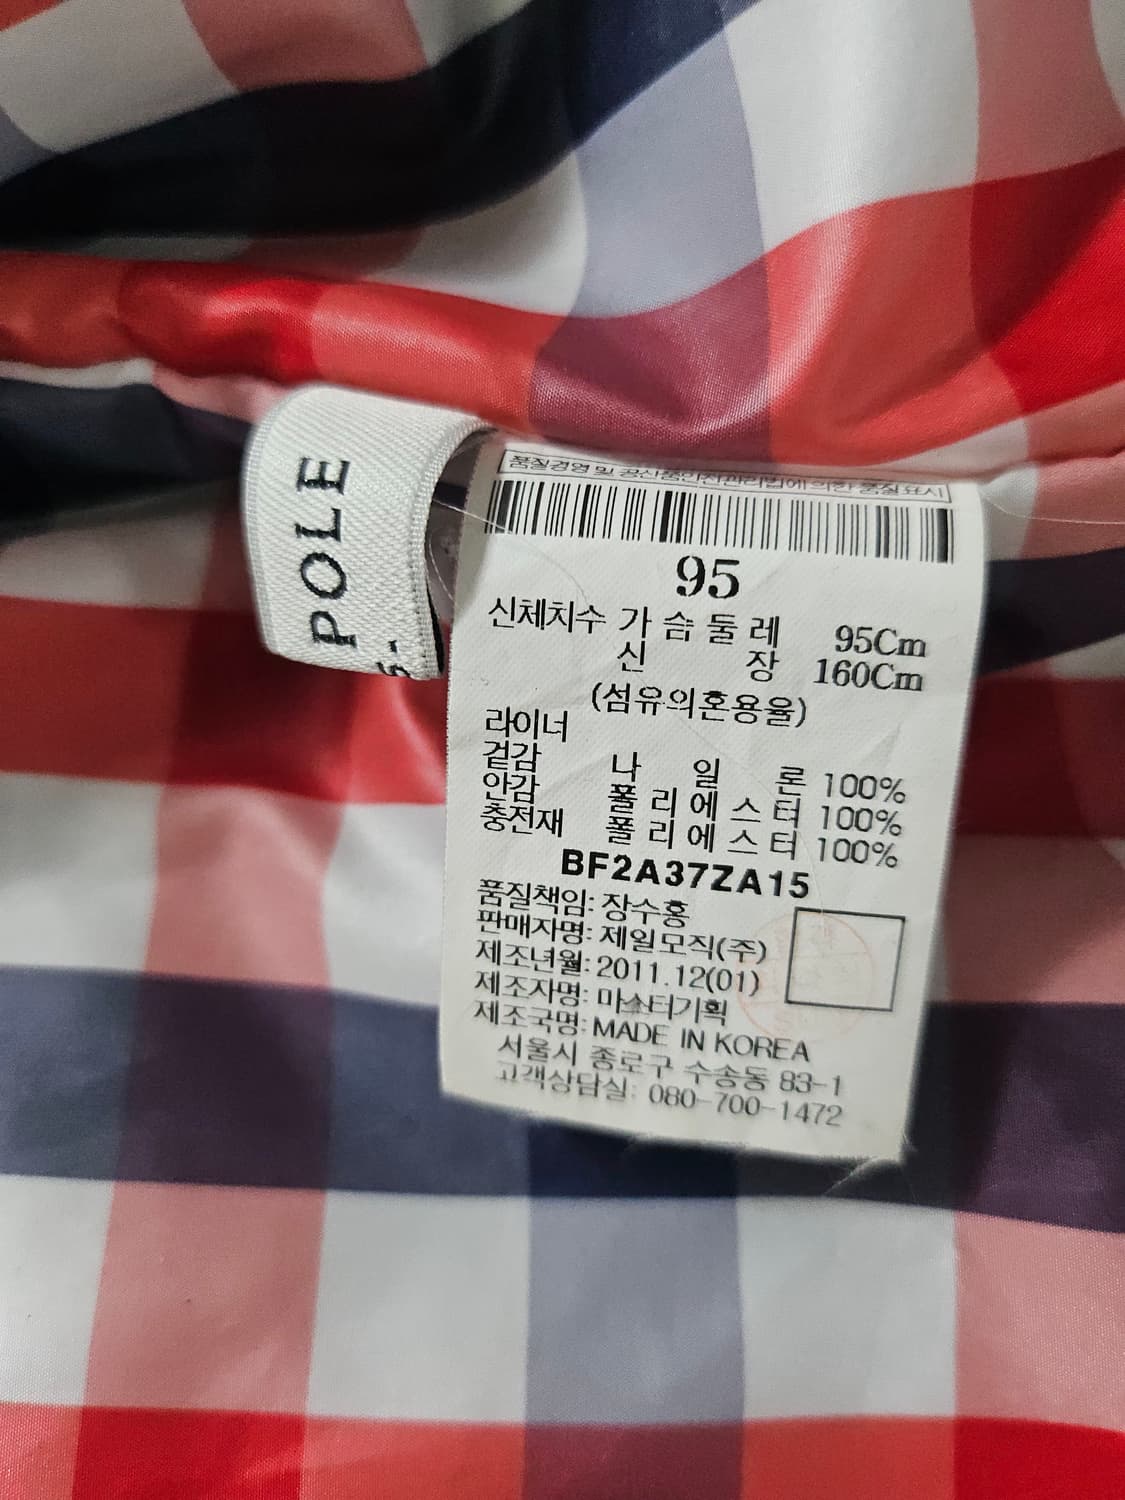 POLE
품질경영 및 공산품안전관리법에 의한 품질표시
95
신체치수 가슴둘레 95Cm
신장 160Cm
(섬유의혼용율)
라이너
겉감 나일론 100%
안감 폴리에스터 100%
충전재 폴리에스터 100%
BF2A37ZA15
품질책임: 장수홍
판매자명: 제일모직(주)
제조년월: 2011.12(01)
제조자명: 마스터기획
제조국명: MADE IN KOREA
서울시 종로구 수송동 83-1
고객상담실: 080-700-1472